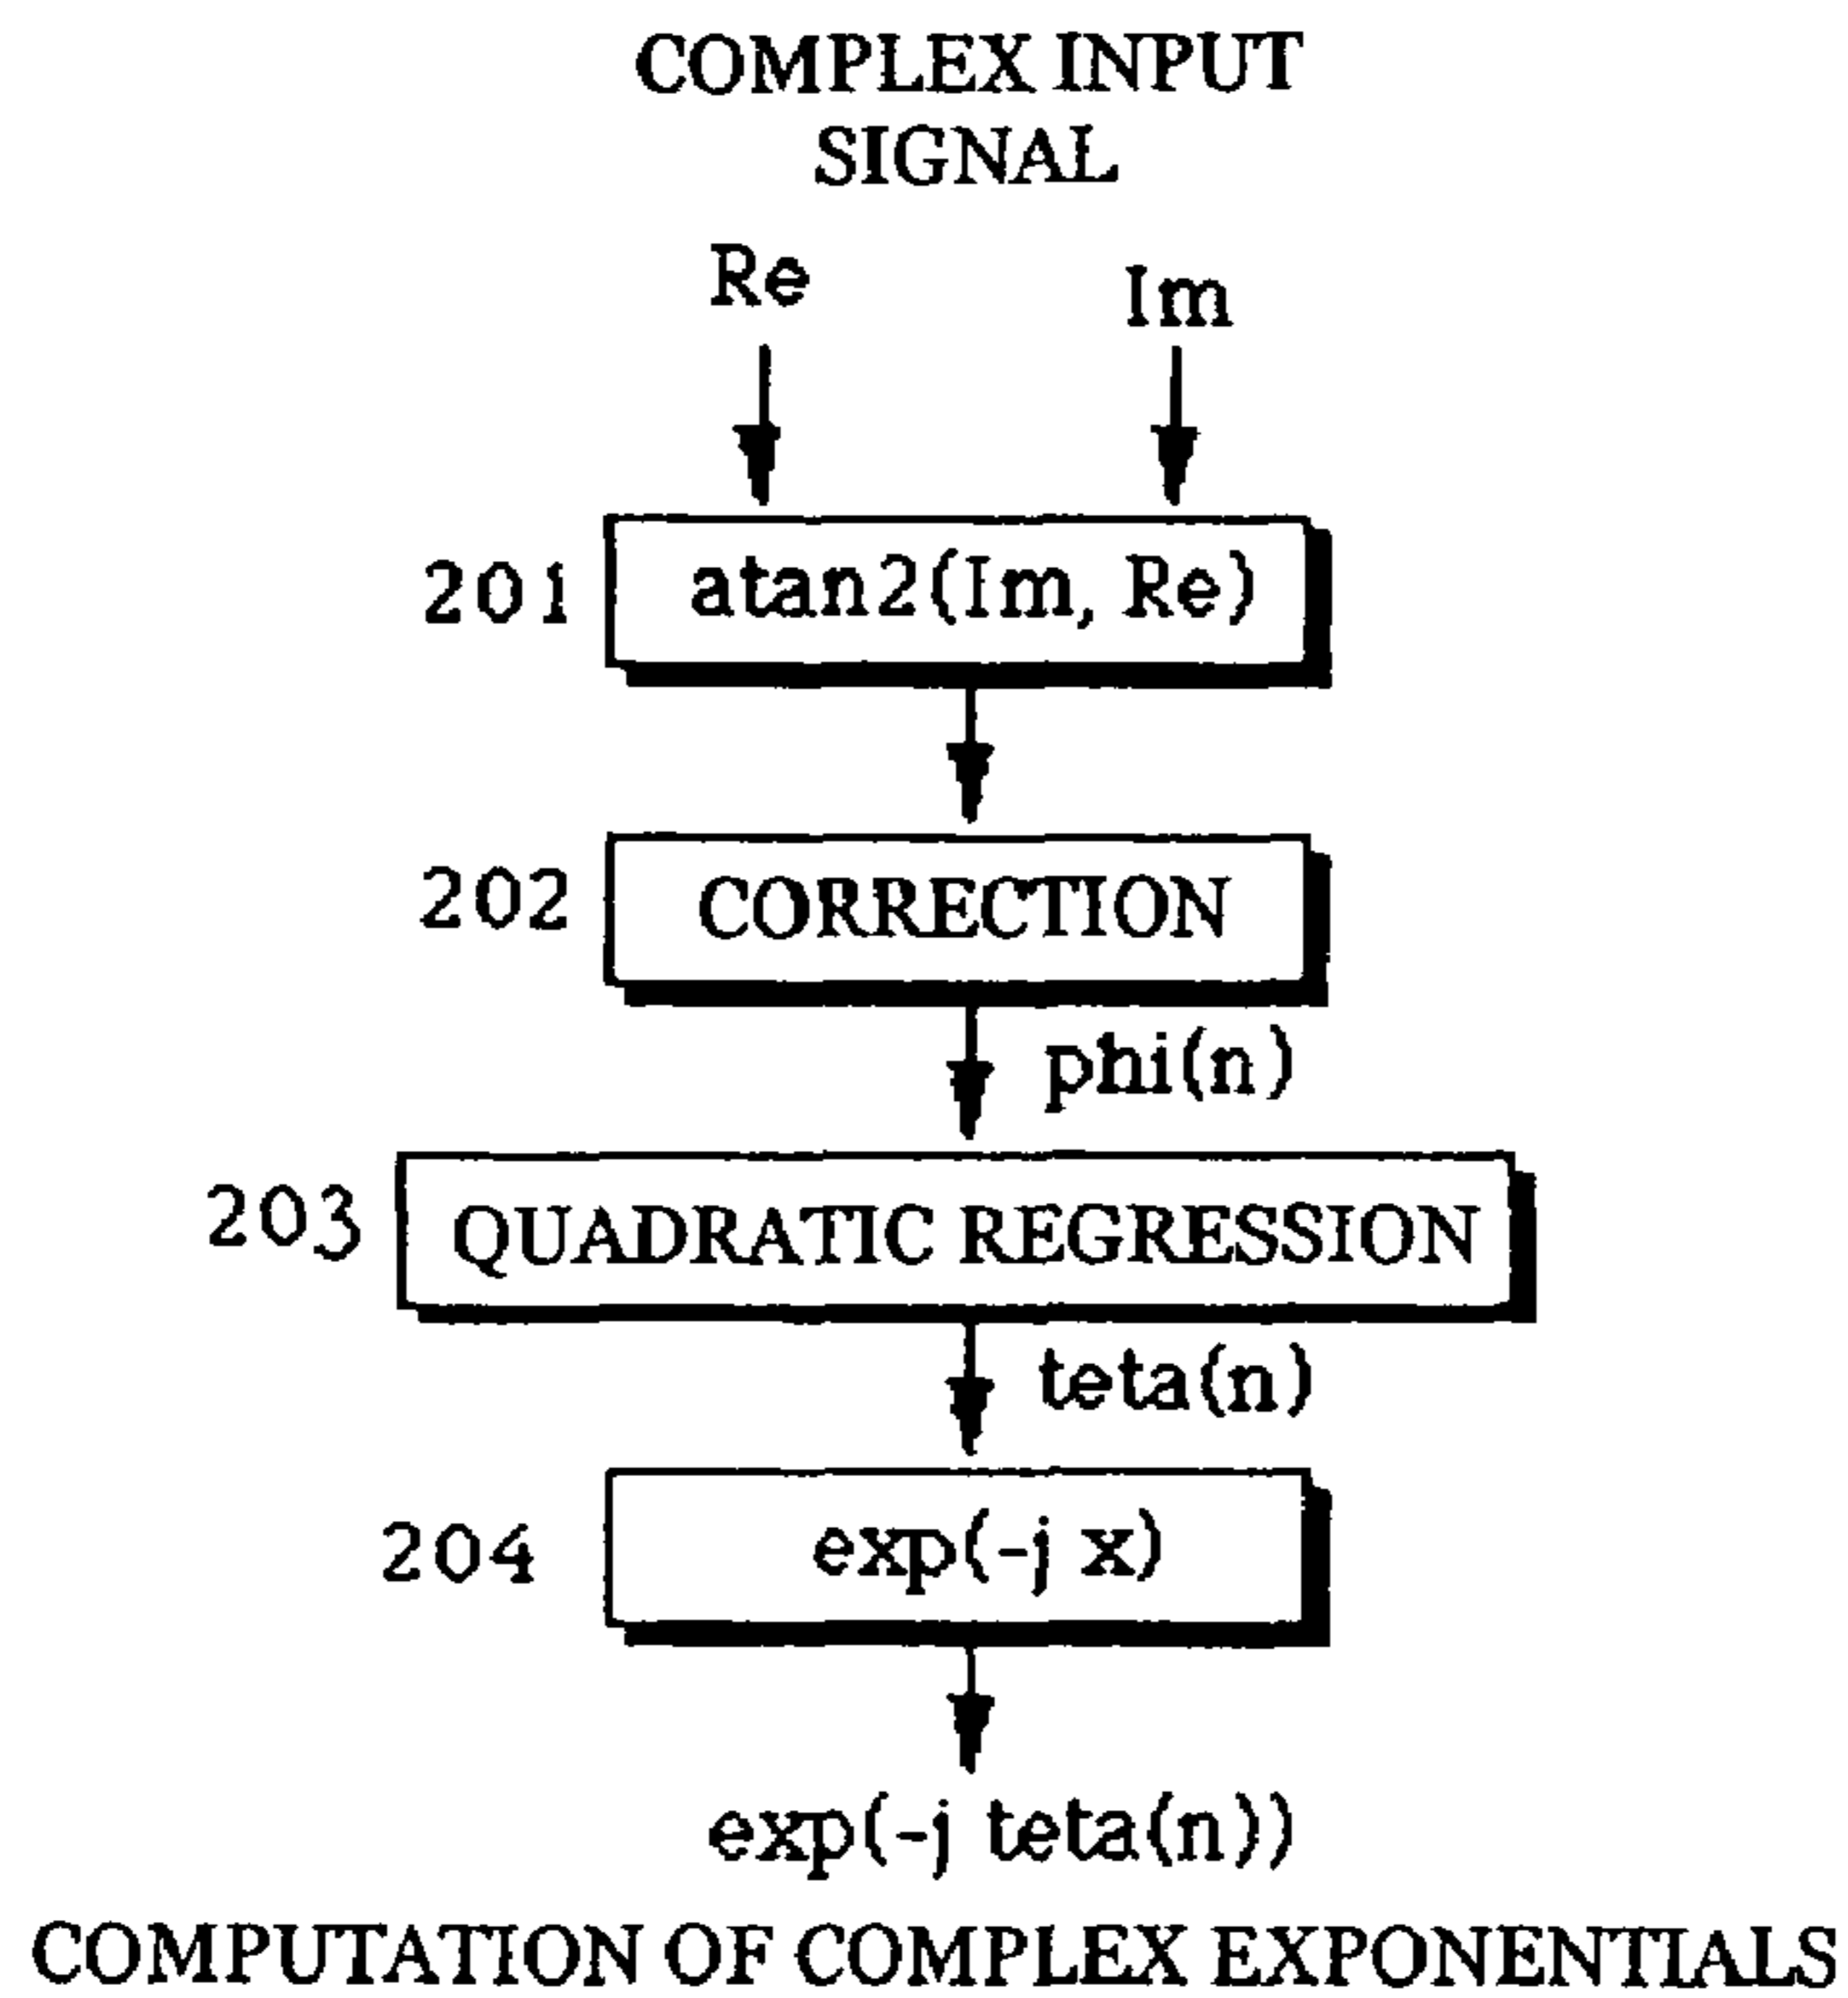 COMPLEX INPUT
SIGNAL
Re Im
201 atan2(Im, Re)
202 CORRECTION
phi(n)
203 QUADRATIC REGRESSION
teta(n)
204 exp(-j x)
exp(-j teta(n))
COMPUTATION OF COMPLEX EXPONENTIALS